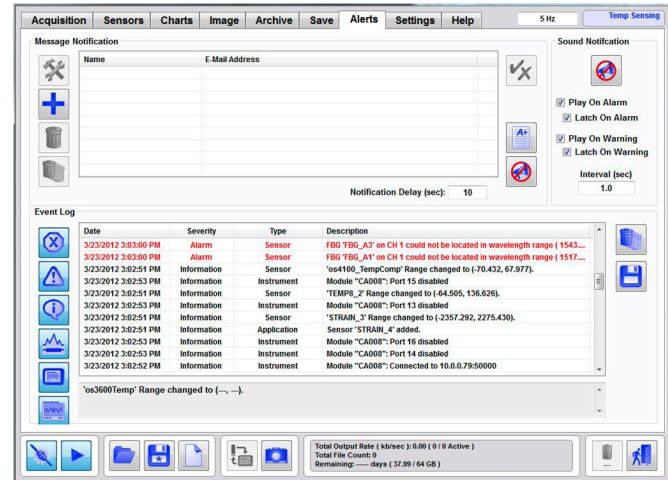 Acquisition Sensors Charts Image Archive Save Alerts Settings Help 5 Hz Temp Sensing
Message Notification
Name E-Mail Address
A+
Notification Delay (sec): 10
Sound Notifcation
Play On Alarm
Latch On Alarm
Play On Warning
Latch On Warning
Interval (sec)
1.0
Event Log
Date Severity Type Description
3/23/2012 3:03:00 PM Alarm Sensor FBG 'FBG_A3' on CH 1 could not be located in wavelength range ( 1543....
3/23/2012 3:03:00 PM Alarm Sensor FBG 'FBG_A1' on CH 1 could not be located in wavelength range ( 1517....
3/23/2012 3:02:51 PM Information Sensor 'os4100_TempComp' Range changed to (-70.432, 67.977).
3/23/2012 3:02:53 PM Information Instrument Module "CA008": Port 15 disabled
3/23/2012 3:02:51 PM Information Sensor 'TEMP8_2' Range changed to (-64.505, 136.626).
3/23/2012 3:02:53 PM Information Instrument Module "CA008": Port 13 disabled
3/23/2012 3:02:51 PM Information Sensor 'STRAIN_3' Range changed to (-2357.292, 2275.430).
3/23/2012 3:02:51 PM Information Application Sensor 'STRAIN_4' added.
3/23/2012 3:02:53 PM Information Instrument Module "CA008": Port 16 disabled
3/23/2012 3:02:53 PM Information Instrument Module "CA008": Port 14 disabled
3/23/2012 3:02:52 PM Information Instrument Module "CA008": Connected to 10.0.0.79:50000
'os3600Temp' Range changed to (---, ---).
Total Output Rate ( kb/sec ): 0.00 ( 0 / 0 Active )
Total File Count: 0
Remaining: ----- days ( 37.99 / 64 GB )